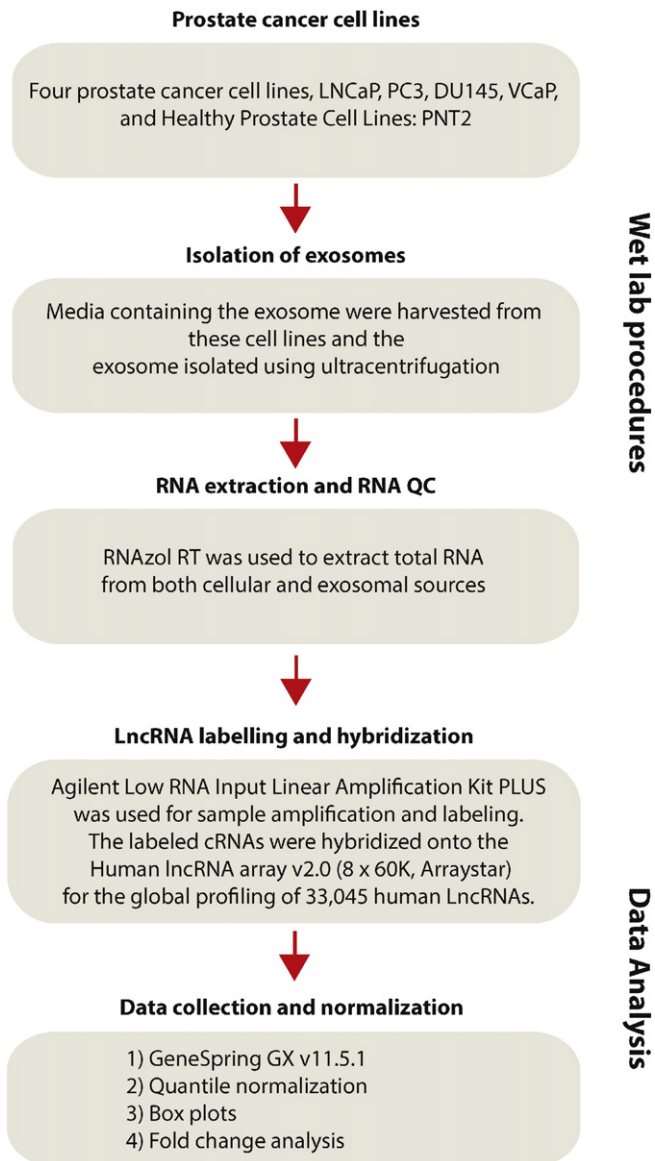 Prostate cancer cell lines
Four prostate cancer cell lines, LNCaP, PC3, DU145, VCaP,
and Healthy Prostate Cell Lines: PNT2
Isolation of exosomes
Media containing the exosome were harvested from
these cell lines and the
exosome isolated using ultracentrifugation
RNA extraction and RNA QC
RNAzol RT was used to extract total RNA
from both cellular and exosomal sources
Wet lab procedures
LncRNA labelling and hybridization
Agilent Low RNA Input Linear Amplification Kit PLUS
was used for sample amplification and labeling.
The labeled cRNAs were hybridized onto the
Human lncRNA array v2.0 (8 x 60K, Arraystar)
for the global profiling of 33,045 human LncRNAs.
Data collection and normalization
1) GeneSpring GX v11.5.1
2) Quantile normalization
3) Box plots
4) Fold change analysis
Data Analysis